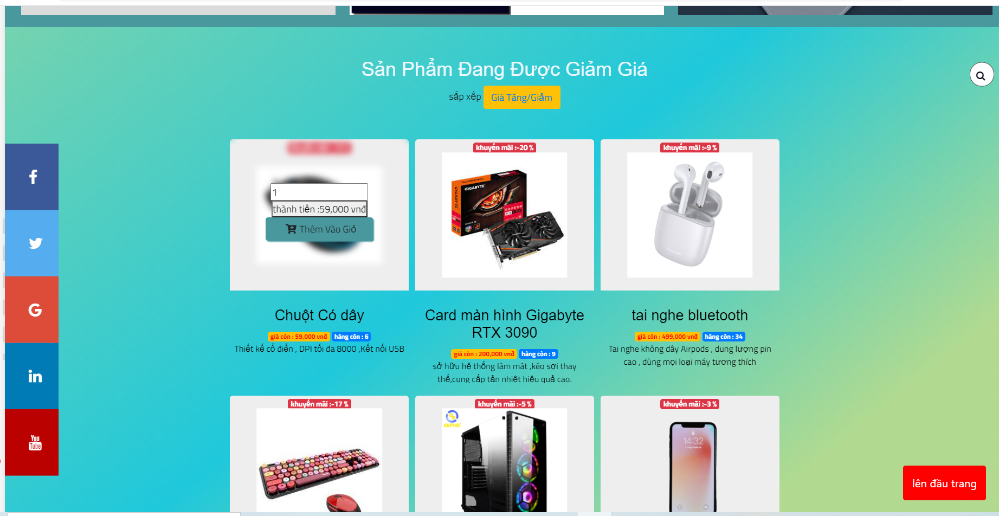 Sản Phẩm Đang Được Giảm Giá
sắp xếp Giá Tăng/Giảm
khuyến mãi :-20 %
khuyến mãi :-9 %
GIGABYTE
RADEON
1
thành tiền :59,000 vnđ
Thêm Vào Giỏ
Chuột Có dây
giá còn : 59,000 vnđ hàng còn : 6
Thiết kế cổ điển , DPI tối đa 8000 ,Kết nối USB
Card màn hình Gigabyte
RTX 3090
giá còn : 200,000 vnđ hàng còn : 9
sở hữu hệ thống làm mát ,kéo sợi thay
thế,cung cấp tản nhiệt hiệu quả cao.
tai nghe bluetooth
giá còn : 499,000 vnđ hàng còn : 34
Tai nghe không dây Airpods , dung lượng pin
cao , dùng mọi loại máy tương thích
khuyến mãi :-17 %
khuyến mãi :-5 %
khuyến mãi :-3 %
ANPHAT
14:32
You
Tube
lên đầu trang